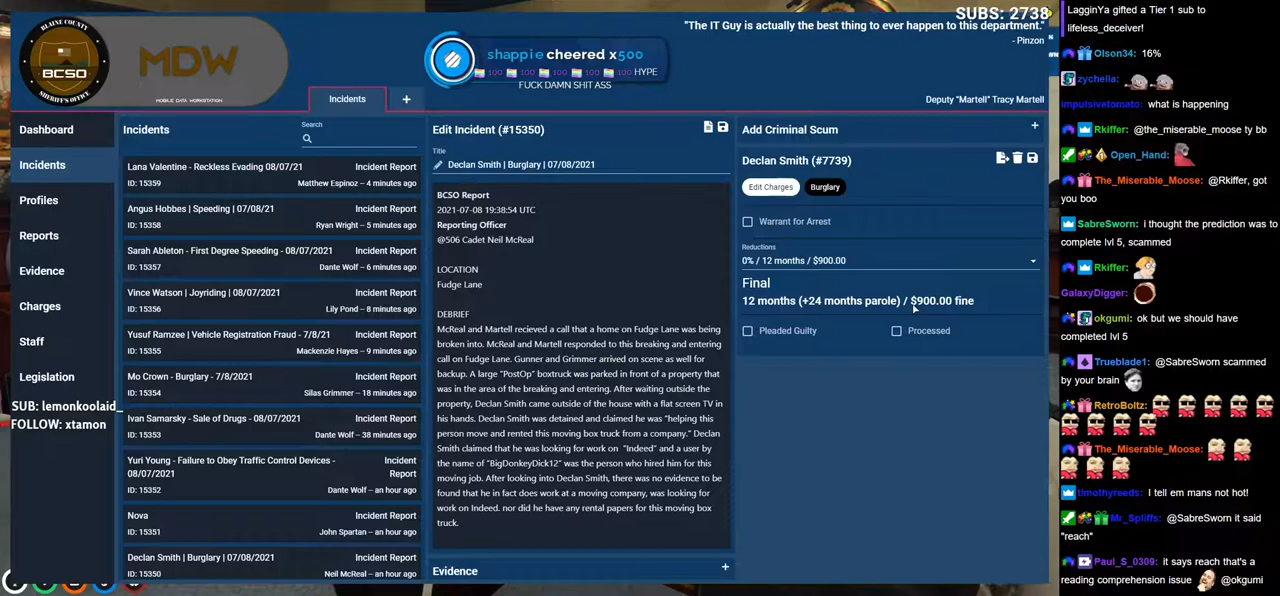 BLAINE COUNTY
BCSO
SHERIFF'S OFFICE
MDW
MOBILE DATA WORKSTATION
shappie cheered x500
100 100 100 100 100 HYPE
FUCK DAMN SHIT ASS
SUBS: 2738
"The IT Guy is actually the best thing to ever happen to this department."
- Pinzon
Incidents
+
Deputy "Martell" Tracy Martell
Dashboard
Incidents
Profiles
Reports
Evidence
Charges
Staff
Legislation
SUB: lemonkoolaid_
FOLLOW: xtamon
Incidents
Search
Lana Valentine - Reckless Evading 08/07/21 Incident Report
ID: 15359 Matthew Espinoz – 4 minutes ago
Angus Hobbes | Speeding | 07/08/21 Incident Report
ID: 15358 Ryan Wright – 5 minutes ago
Sarah Ableton - First Degree Speeding - 08/07/2021 Incident Report
ID: 15357 Dante Wolf – 6 minutes ago
Vince Watson | Joyriding | 08/07/21 Incident Report
ID: 15356 Lily Pond – 8 minutes ago
Yusuf Ramzee | Vehicle Registration Fraud - 7/8/21 Incident Report
ID: 15355 Mackenzie Hayes – 9 minutes ago
Mo Crown - Burglary - 7/8/2021 Incident Report
ID: 15354 Silas Grimmer – 18 minutes ago
Ivan Samarsky - Sale of Drugs - 08/07/2021 Incident Report
ID: 15353 Dante Wolf – 38 minutes ago
Yuri Young - Failure to Obey Traffic Control Devices - Incident
08/07/2021 Report
ID: 15352 Dante Wolf – an hour ago
Nova Incident Report
ID: 15351 John Spartan – an hour ago
Declan Smith | Burglary | 07/08/2021 Incident Report
ID: 15350 Neil McReal – an hour ago
Edit Incident (#15350)
Title
Declan Smith | Burglary | 07/08/2021
BCSO Report
2021-07-08 19:38:54 UTC
Reporting Officer
@506 Cadet Neil McReal
LOCATION
Fudge Lane
DEBRIEF
McReal and Martell recieved a call that a home on Fudge Lane was being
broken into. McReal and Martell responded to this breaking and entering
call on Fudge Lane. Gunner and Grimmer arrived on scene as well for
backup. A large "PostOp" boxtruck was parked in front of a property that
was in the area of the breaking and entering. After waiting outside the
property, Declan Smith came outside of the house with a flat screen TV in
his hands. Declan Smith was detained and claimed he was "helping this
person move and rented this moving box truck from a company." Declan
Smith claimed that he was looking for work on "Indeed" and a user by
the name of "BigDonkeyDick12" was the person who hired him for this
moving job. After looking into Declan Smith, there was no evidence to be
found that he in fact does work at a moving company, was looking for
work on Indeed. nor did he have any rental papers for this moving box
truck.
Evidence +
Add Criminal Scum +
Declan Smith (#7739)
Edit Charges Burglary
Warrant for Arrest
Reductions
0% / 12 months / $900.00
Final
12 months (+24 months parole) / $900.00 fine
Pleaded Guilty Processed
LagginYa gifted a Tier 1 sub to
lifeless_deceiver!
Olson34: 16%
zychella:
impulsivetomato: what is happening
Rkiffer: @the_miserable_moose ty bb
Open_Hand:
The_Miserable_Moose: @Rkiffer, got
you boo
SabreSworn: i thought the prediction was to
complete lvl 5, scammed
Rkiffer:
GalaxyDigger:
okgumi: ok but we should have
completed lvl 5
Trueblade1: @SabreSworn scammed
by your brain
RetroBoltz:
The_Miserable_Moose:
timothyreeds: I tell em mans not hot!
Mr_Spliffs: @SabreSworn it said
"reach"
Paul_S_0309: it says reach that's a
reading comprehension issue @okgumi